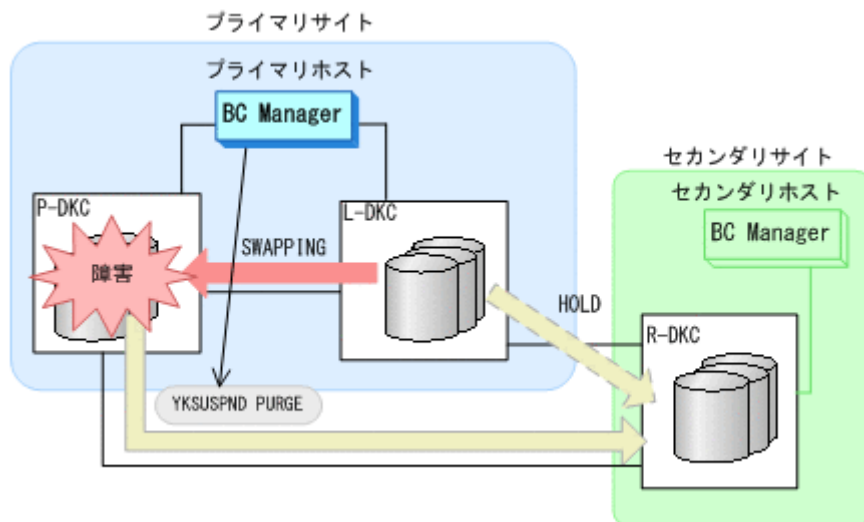 プライマリサイト
プライマリホスト
BC Manager
セカンダリサイト
セカンダリホスト
BC Manager
P-DKC
L-DKC
SWAPPING
障害
HOLD
R-DKC
YKSUSPND PURGE